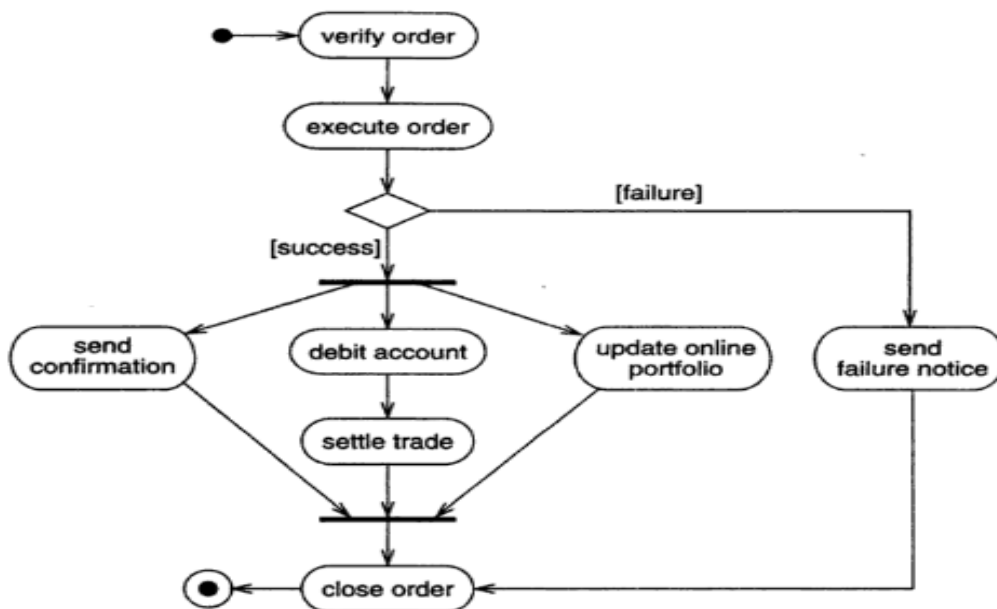 verify order
execute order
[failure]
[success]
send
confirmation
debit account
update online
portfolio
send
failure notice
settle trade
close order